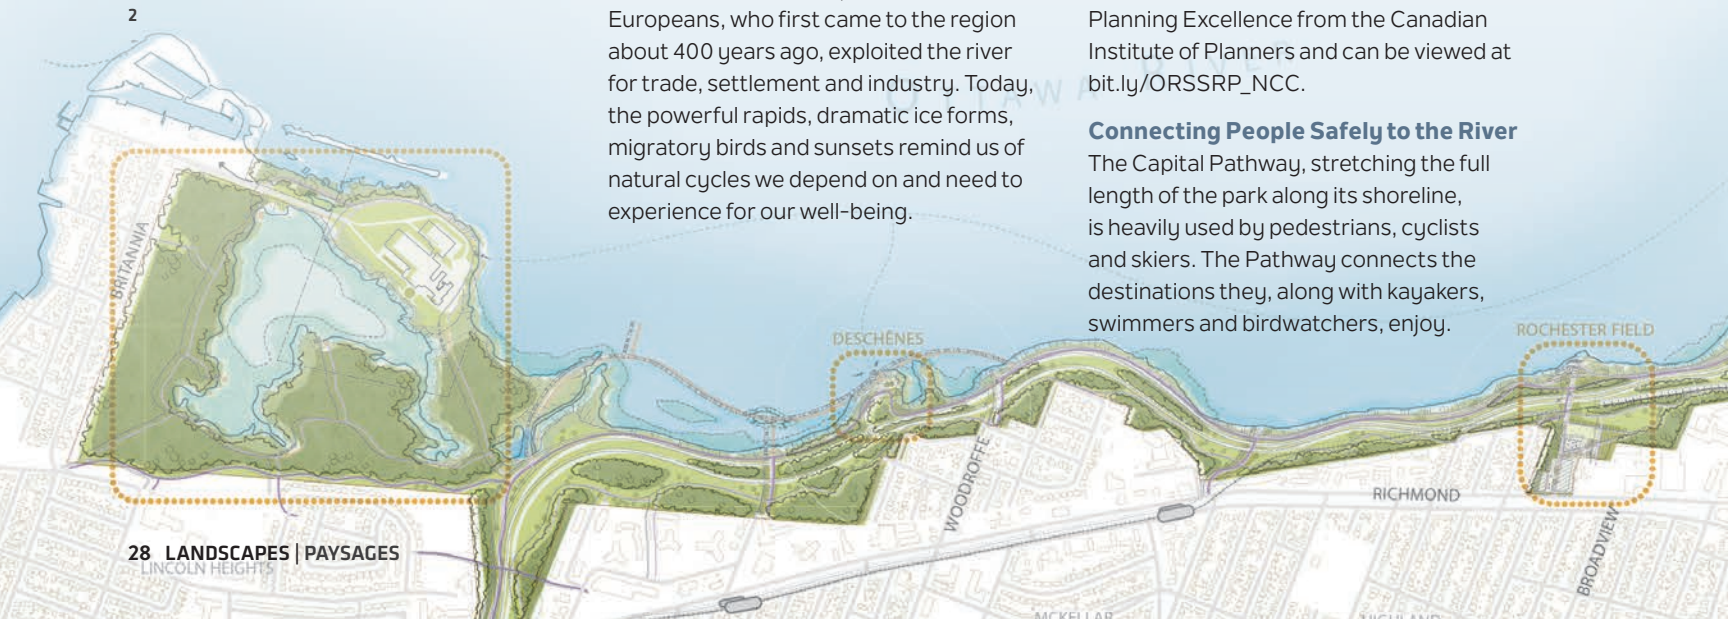 2
Europeans, who first came to the region
about 400 years ago, exploited the river
for trade, settlement and industry. Today,
the powerful rapids, dramatic ice forms,
migratory birds and sunsets remind us of
natural cycles we depend on and need to
experience for our well-being.
Planning Excellence from the Canadian
Institute of Planners and can be viewed at
bit.ly/ORSSRP_NCC.
Connecting People Safely to the River
The Capital Pathway, stretching the full
length of the park along its shoreline,
is heavily used by pedestrians, cyclists
and skiers. The Pathway connects the
destinations they, along with kayakers,
swimmers and birdwatchers, enjoy.
OTTAWA RIVER
BRITANNIA
DESCHÊNES
ROCHESTER FIELD
WOODROFFE
RICHMOND
BROADVIEW
28 LANDSCAPES | PAYSAGES
LINCOLN HEIGHTS
MCKELLAR
HIGHLAND